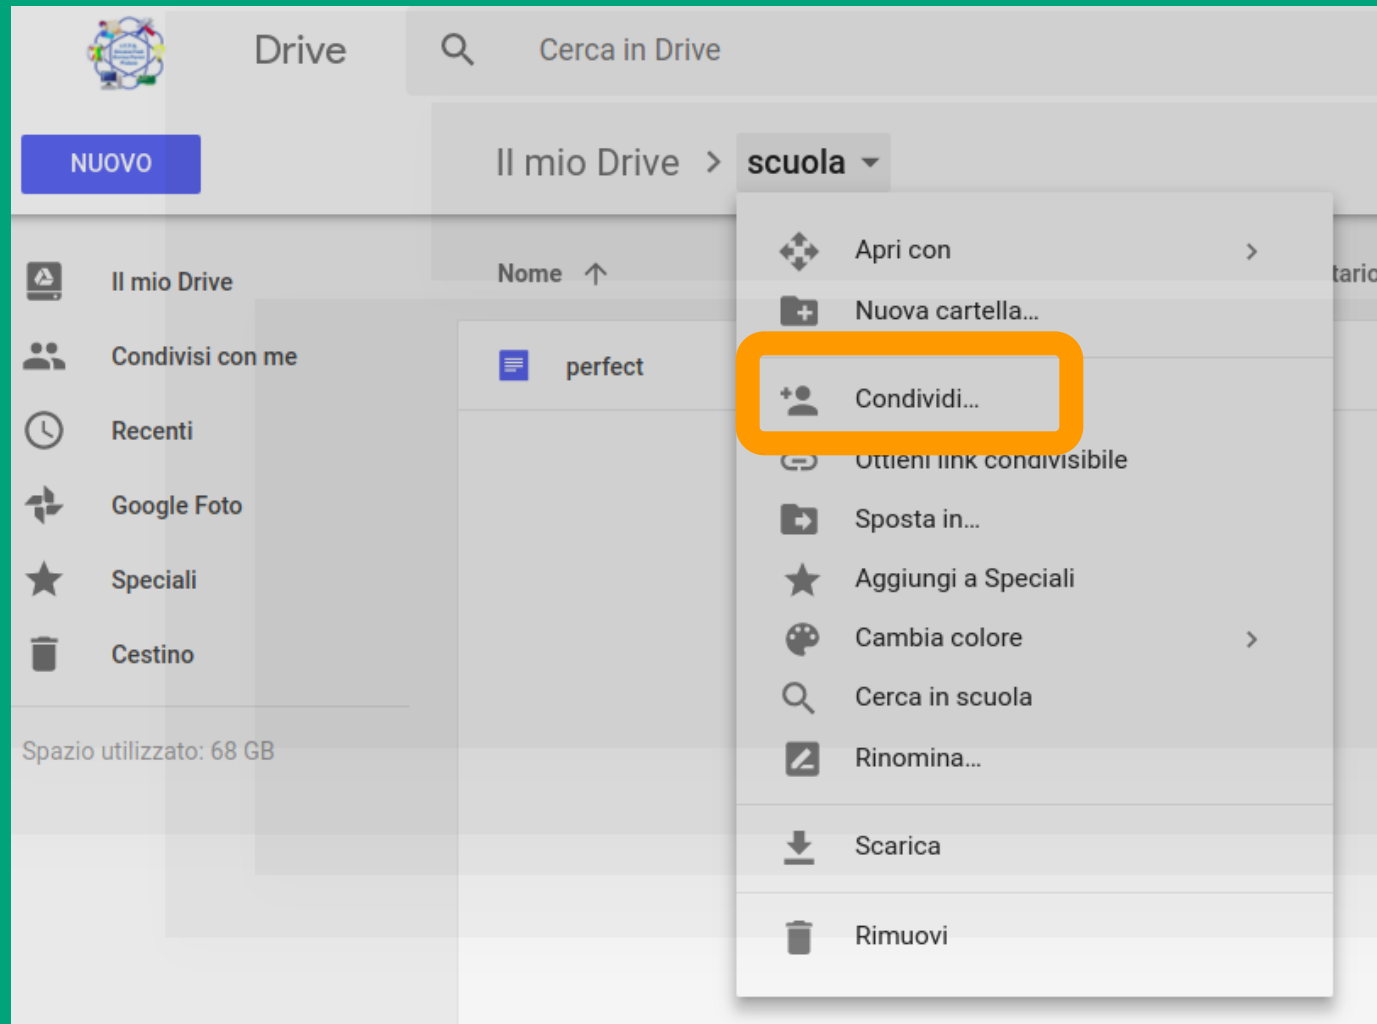 Drive
Cerca in Drive
NUOVO
Il mio Drive > scuola
Il mio Drive
Condivisi con me
Recenti
Google Foto
Speciali
Cestino
Spazio utilizzato: 68 GB
Nome
tario
perfect
Apri con
Nuova cartella...
Condividi...
Ottieni link condivisibile
Sposta in...
Aggiungi a Speciali
Cambia colore
Cerca in scuola
Rinomina...
Scarica
Rimuovi